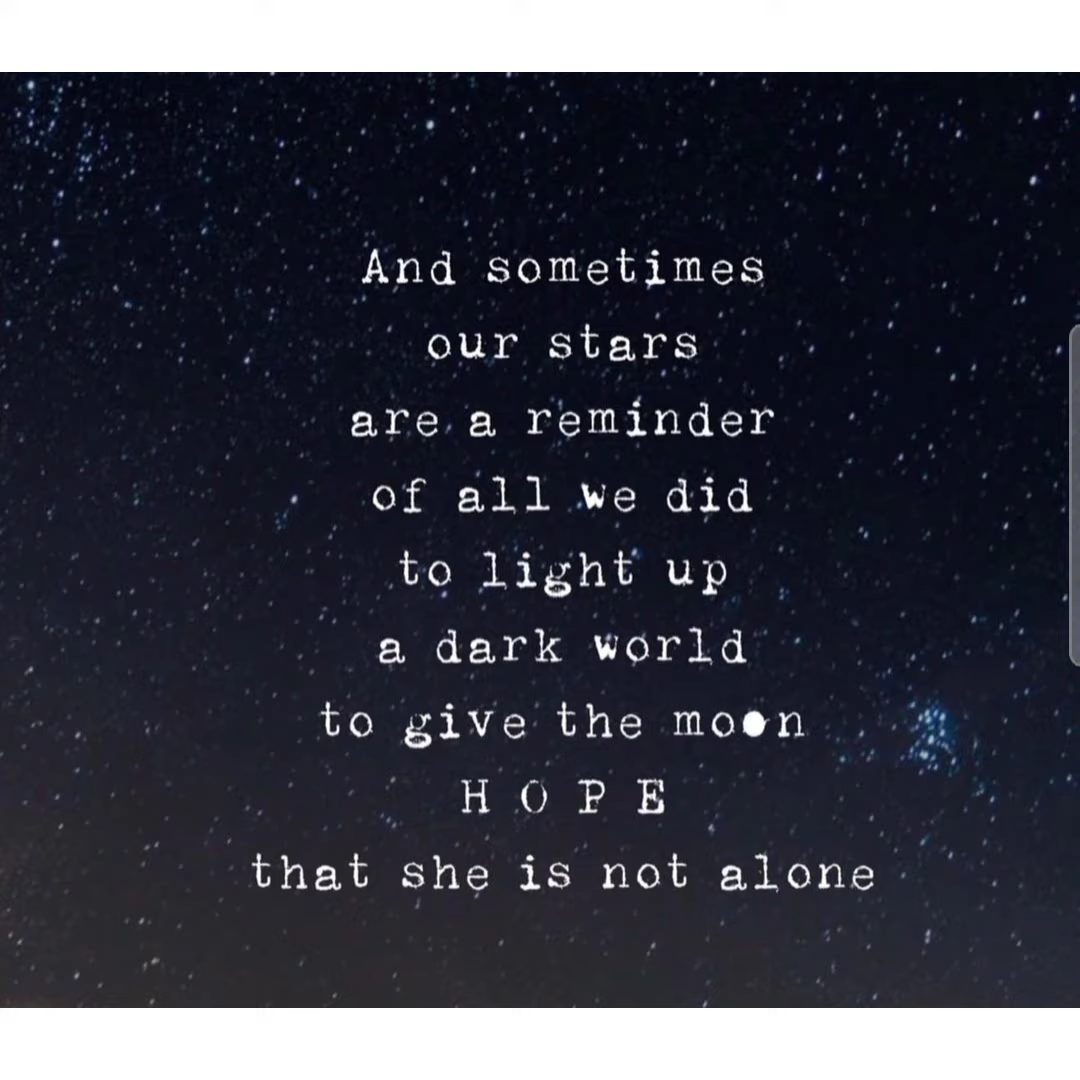 And sometimes
our stars
are a reminder
of all we did
to light up
a dark world
to give the moon
H O P E
that she is not alone